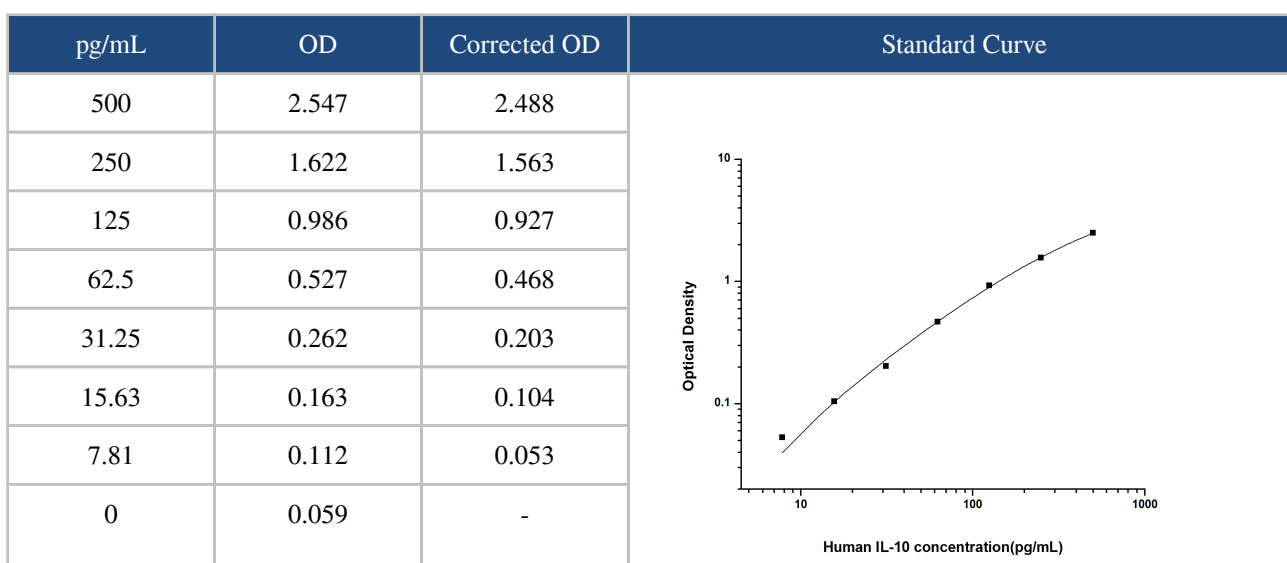 pg/mL OD Corrected OD Standard Curve
500 2.547 2.488
250 1.622 1.563
125 0.986 0.927
62.5 0.527 0.468
31.25 0.262 0.203
15.63 0.163 0.104
7.81 0.112 0.053
0 0.059 -
10
1
0.1
Optical Density
10 100 1000
Human IL-10 concentration(pg/mL)